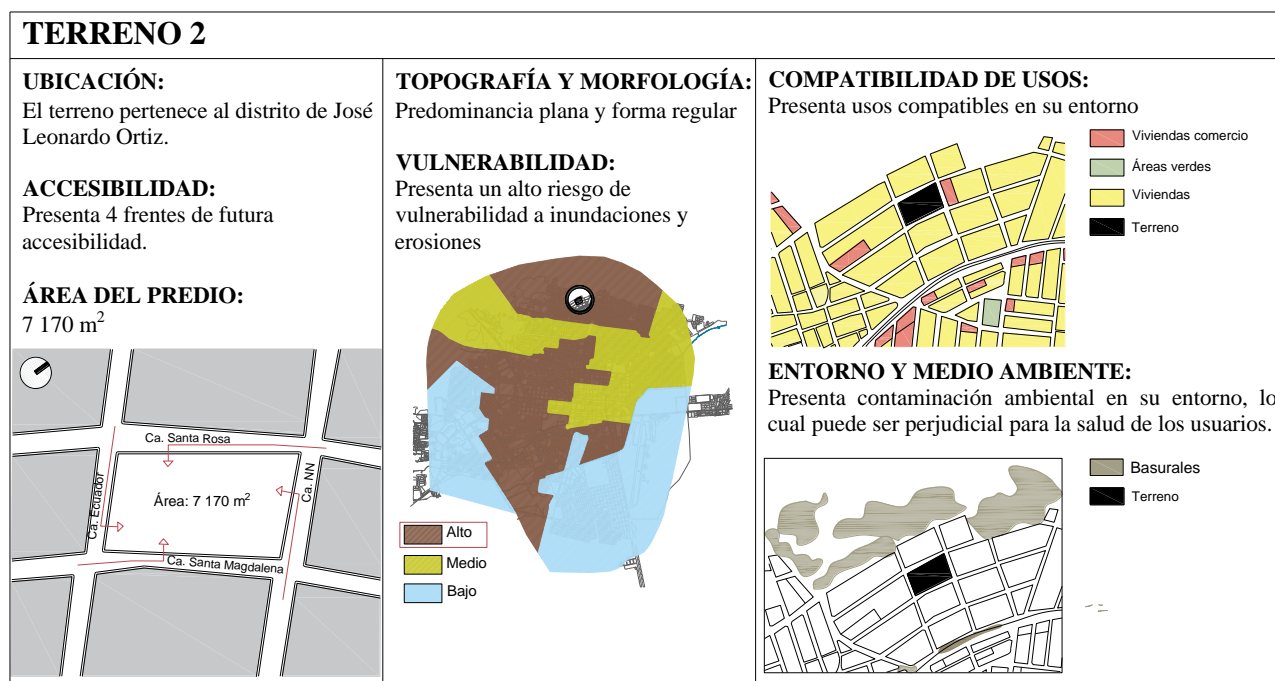 TERRENO 2
UBICACIÓN:
El terreno pertenece al distrito de José
Leonardo Ortiz.
ACCESIBILIDAD:
Presenta 4 frentes de futura
accesibilidad.
ÁREA DEL PREDIO:
7 170 m²
Ca. Santa Rosa
Ca. Ecuador
Área: 7 170 m²
Ca. NN
Ca. Santa Magdalena
TOPOGRAFÍA Y MORFOLOGÍA:
Predominancia plana y forma regular
VULNERABILIDAD:
Presenta un alto riesgo de
vulnerabilidad a inundaciones y
erosiones
Alto
Medio
Bajo
COMPATIBILIDAD DE USOS:
Presenta usos compatibles en su entorno
Viviendas comercio
Áreas verdes
Viviendas
Terreno
ENTORNO Y MEDIO AMBIENTE:
Presenta contaminación ambiental en su entorno, lo
cual puede ser perjudicial para la salud de los usuarios.
Basurales
Terreno